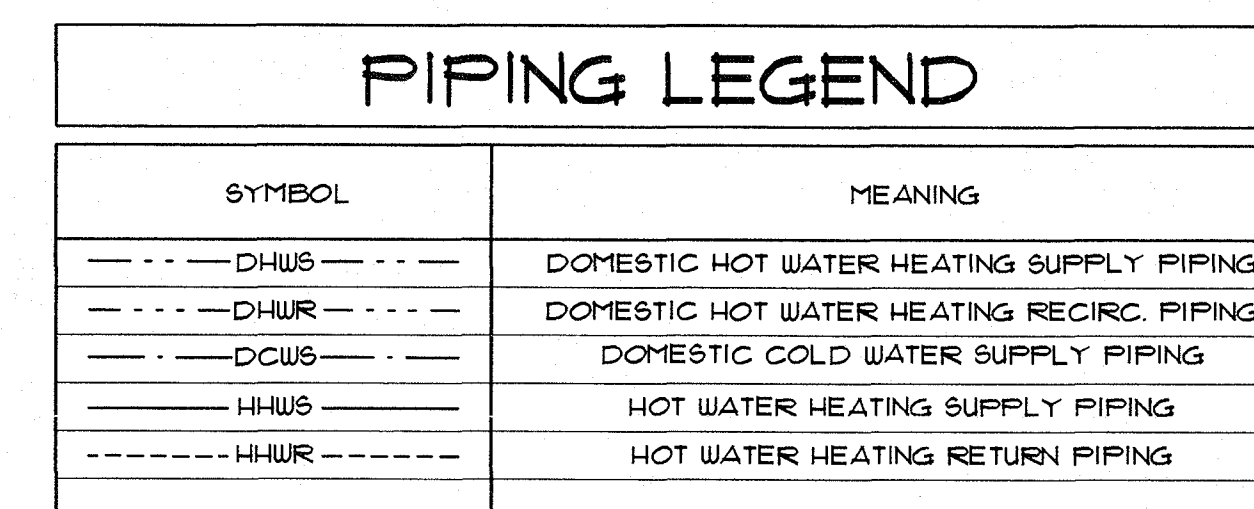 PIPING LEGEND
SYMBOL MEANING
DHWS DOMESTIC HOT WATER HEATING SUPPLY PIPING
DHWR DOMESTIC HOT WATER HEATING RECIRC. PIPING
DCWS DOMESTIC COLD WATER SUPPLY PIPING
HHWS HOT WATER HEATING SUPPLY PIPING
HHWR HOT WATER HEATING RETURN PIPING